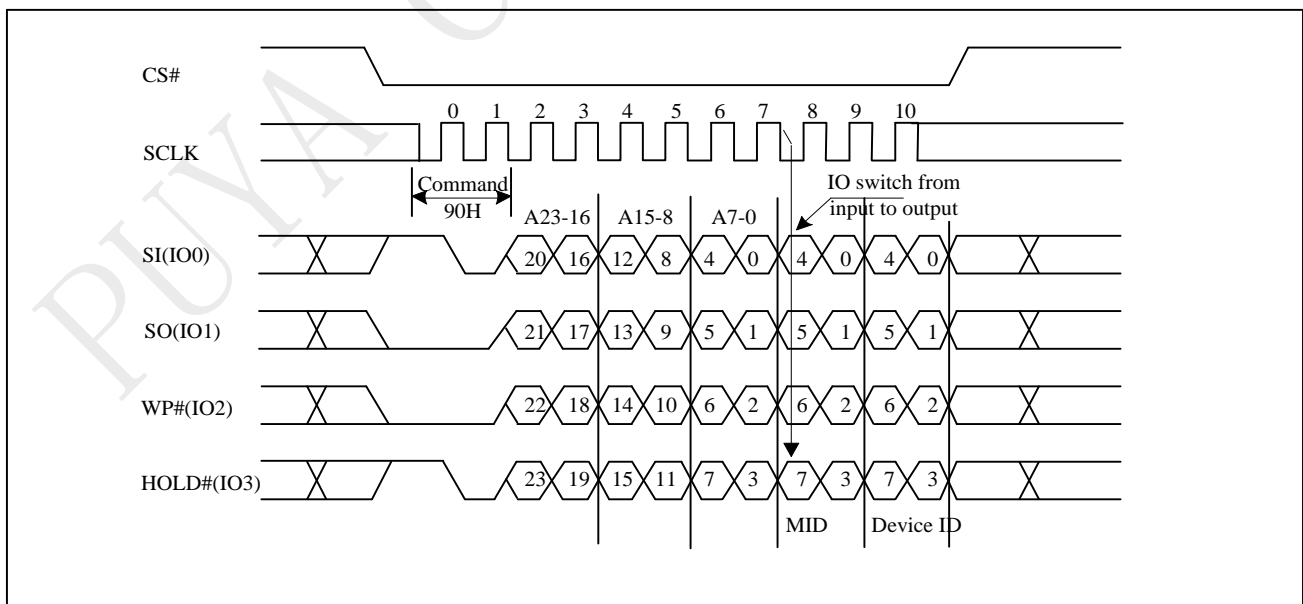 PUYA C
CS#
0 1 2 3 4 5 6 7 8 9 10
SCLK
Command
90H
IO switch from
input to output
A23-16 A15-8 A7-0
SI(IO0) 20 16 12 8 4 0 4 0 4 0
SO(IO1) 21 17 13 9 5 1 5 1 5 1
WP#(IO2) 22 18 14 10 6 2 6 2 6 2
HOLD#(IO3) 23 19 15 11 7 3 7 3 7 3
MID Device ID